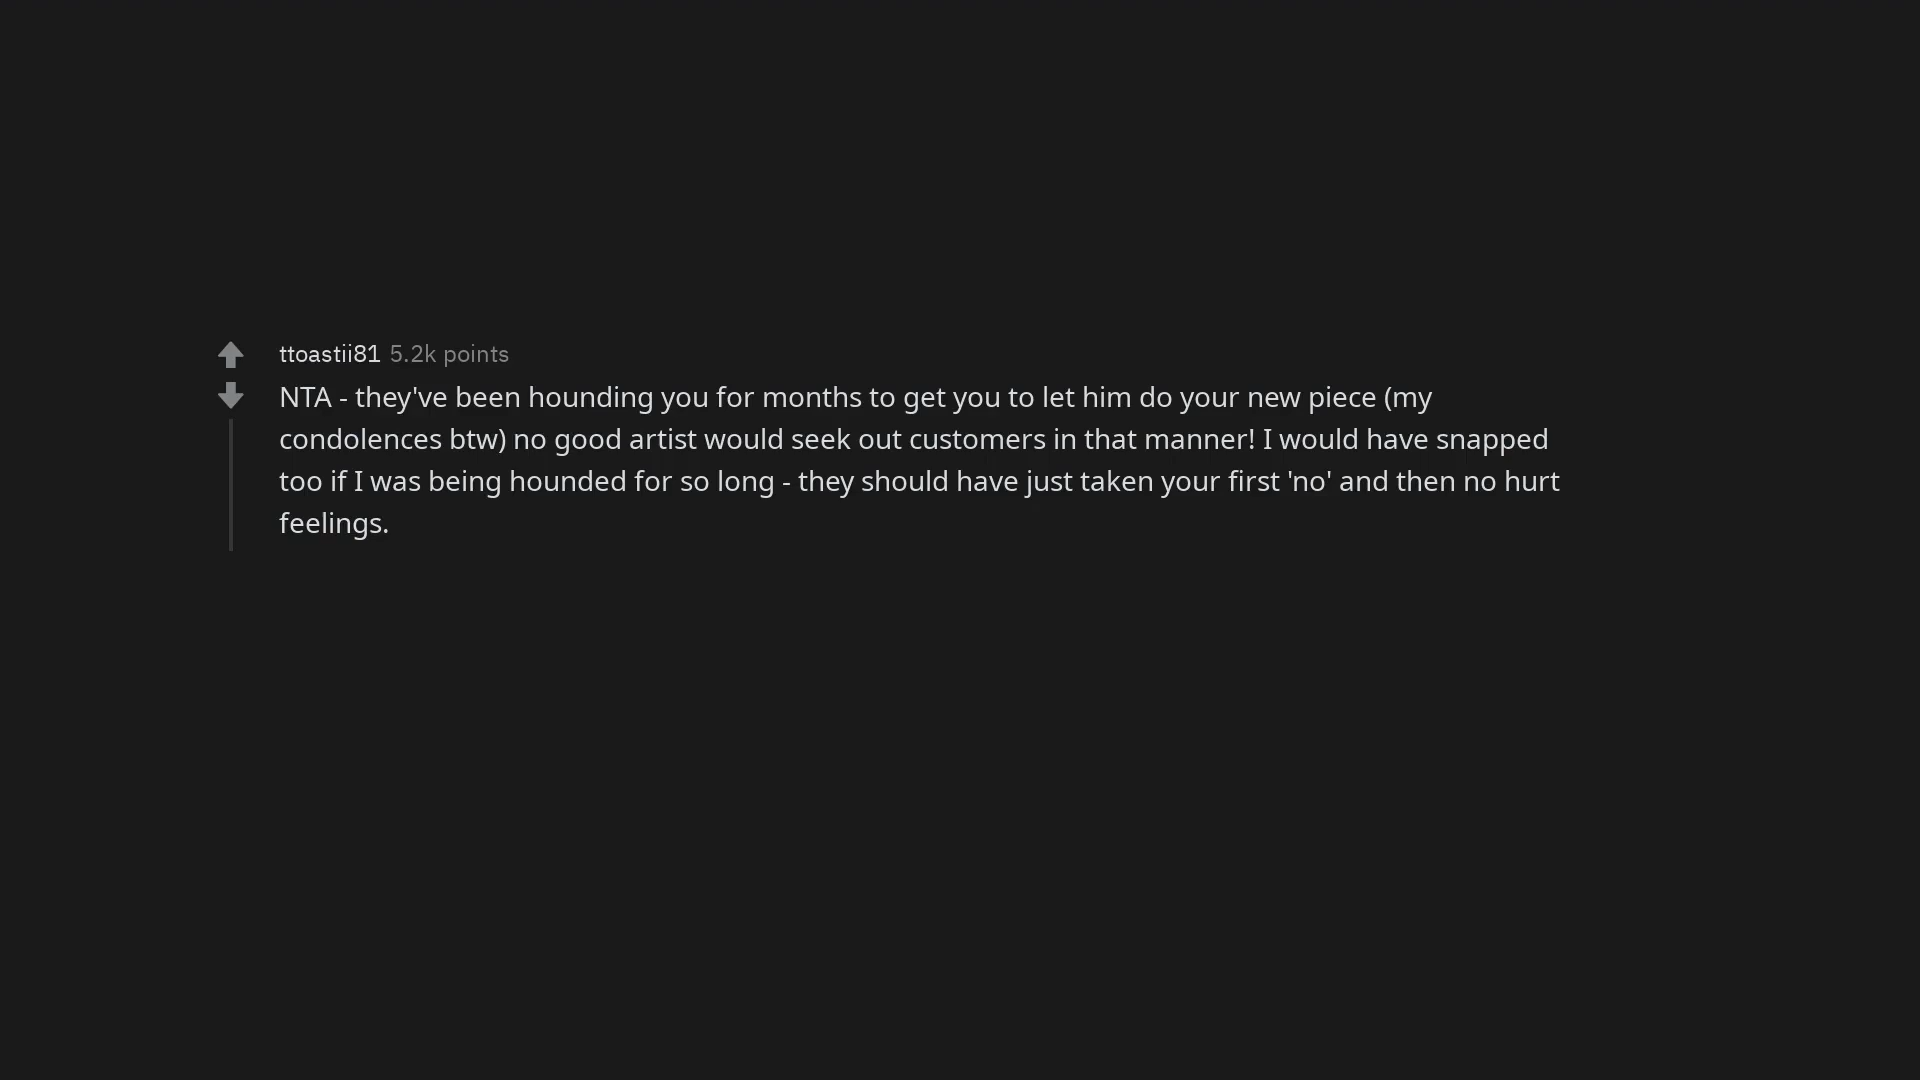 ttoastii81 5.2k points
NTA - they've been hounding you for months to get you to let him do your new piece (my
condolences btw) no good artist would seek out customers in that manner! I would have snapped
too if I was being hounded for so long - they should have just taken your first 'no' and then no hurt
feelings.